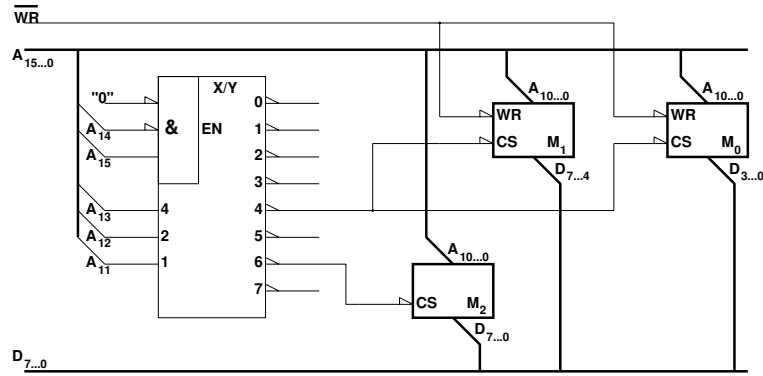 WR
A15...0
X/Y
"0"
0
A14
&
EN
1
A15
2
3
A13
4
4
A12
2
5
A11
1
6
7
A10...0
WR
CS
M1
D7...4
A10...0
WR
CS
M0
D3...0
A10...0
CS
M2
D7...0
D7...0